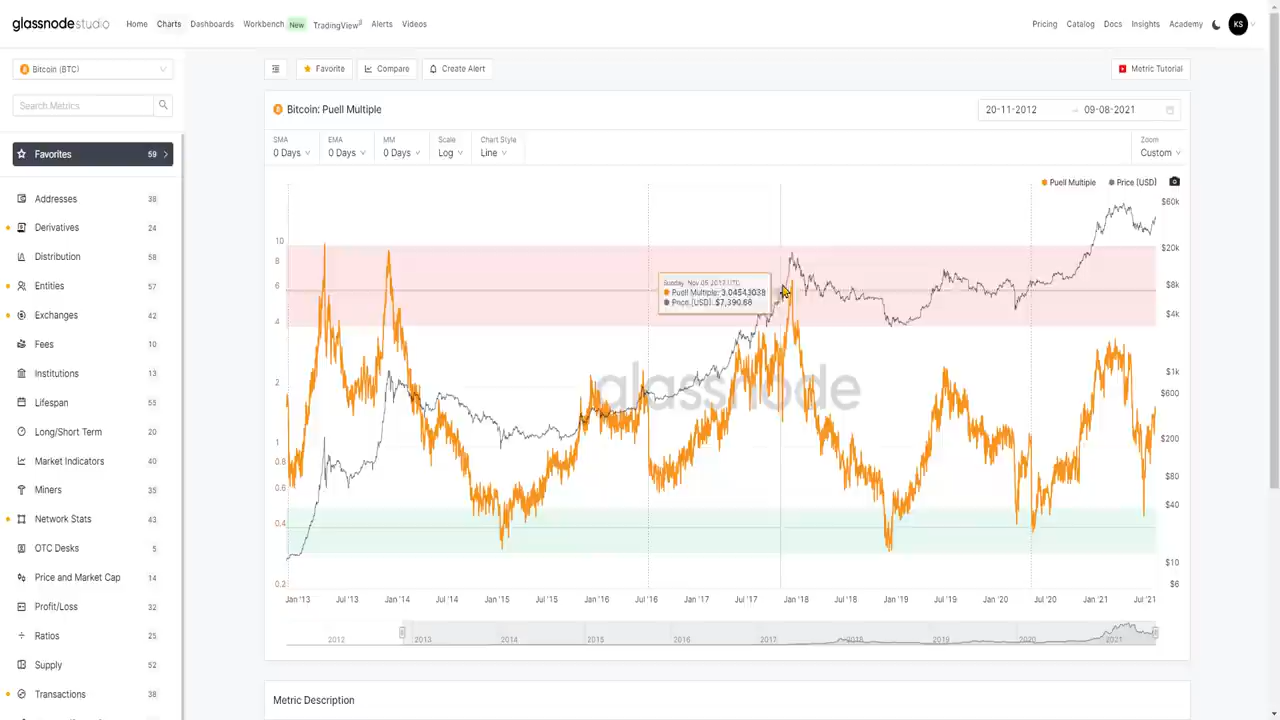 glassnodestudio
Home Charts Dashboards Workbench New TradingView Alerts Videos
Pricing Catalog Docs Insights Academy KS
Bitcoin (BTC)
Search Metrics
Favorites 59
Addresses 38
Derivatives 24
Distribution 58
Entities 32
Exchanges 42
Fees 10
Institutions 13
Lifespan 55
Long/Short Term 20
Market Indicators 40
Miners 35
Network Stats 43
OTC Desks 5
Price and Market Cap 14
Profit/Loss 32
Ratios 25
Supply 52
Transactions 38
Favorite Compare Create Alert Metric Tutorial
Bitcoin: Puell Multiple
20-11-2012 → 09-08-2021
SMA EMA MM Scale Chart Style Zoom
0 Days 0 Days 0 Days Log Line Custom
Puell Multiple Price (USD)
10
8
6
4
2
1
0.8
0.6
0.4
0.2
Puell Multiple: 3.04543038
Price (USD): $7,390.68
glassnode
$60k
$20k
$8k
$4k
$1k
$600
$200
$80
$40
$10
$6
Jan '13 Jul '13 Jan '14 Jul '14 Jan '15 Jul '15 Jan '16 Jul '16 Jan '17 Jul '17 Jan '18 Jul '18 Jan '19 Jul '19 Jan '20 Jul '20 Jan '21 Jul '21
2012 2013 2014 2015 2016 2017 2018 2019 2020 2021
Metric Description